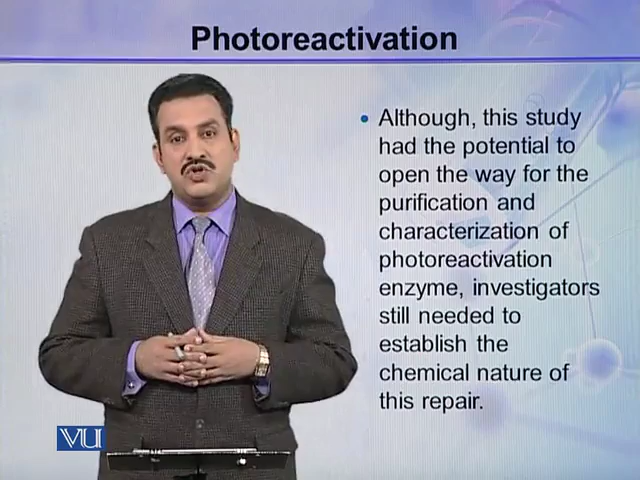 Photoreactivation
• Although, this study
had the potential to
open the way for the
purification and
characterization of
photoreactivation
enzyme, investigators
still needed to
establish the
chemical nature of
this repair.
VU